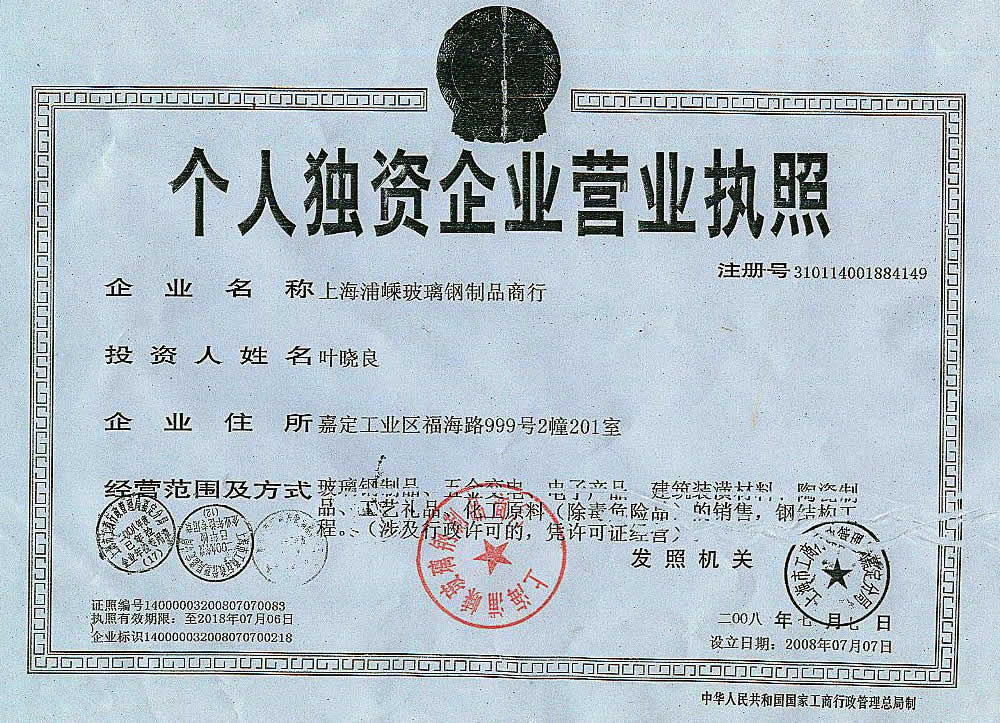 个人独资企业营业执照
注册号310114001884149
企业名称 上海浦嵊玻璃钢制品商行
投资人姓名 叶晓良
企业住所 嘉定工业区福海路999号2幢201室
经营范围及方式 玻璃钢制品、五金交电、电子产品、建筑装潢材料、陶瓷制
品、工艺礼品、化工原料(除毒危险品)的销售,钢结构工
程。(涉及行政许可的,凭许可证经营)
发照机关
证照编号14000003200807070083
执照有效期限:至2018年07月06日
企业标识140000032008070700218
二00八 年 七 月 七 日
设立日期:2008年07月07日
中华人民共和国国家工商行政管理总局制